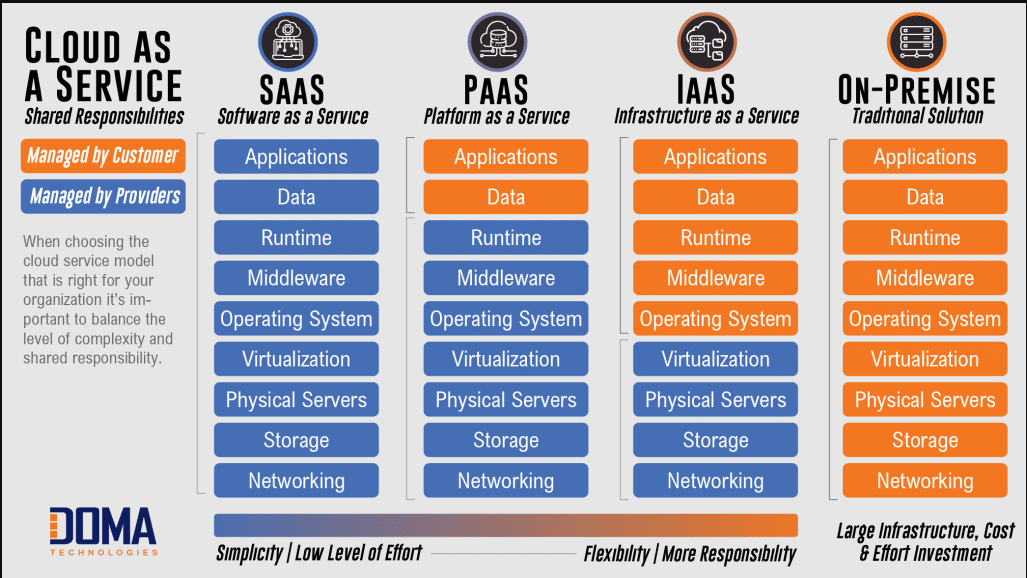 CLOUD AS
A SERVICE
Shared Responsibilities
Managed by Customer
Managed by Providers
When choosing the
cloud service model
that is right for your
organization it's im-
portant to balance the
level of complexity and
shared responsibility.
SAAS
Software as a Service
Applications
Data
Runtime
Middleware
Operating System
Virtualization
Physical Servers
Storage
Networking
PAAS
Platform as a Service
Applications
Data
Runtime
Middleware
Operating System
Virtualization
Physical Servers
Storage
Networking
IAAS
Infrastructure as a Service
Applications
Data
Runtime
Middleware
Operating System
Virtualization
Physical Servers
Storage
Networking
ON-PREMISE
Traditional Solution
Applications
Data
Runtime
Middleware
Operating System
Virtualization
Physical Servers
Storage
Networking
Simplicity | Low Level of Effort
Flexibility | More Responsibility
Large Infrastructure, Cost
& Effort Investment
DOMA
TECHNOLOGIES